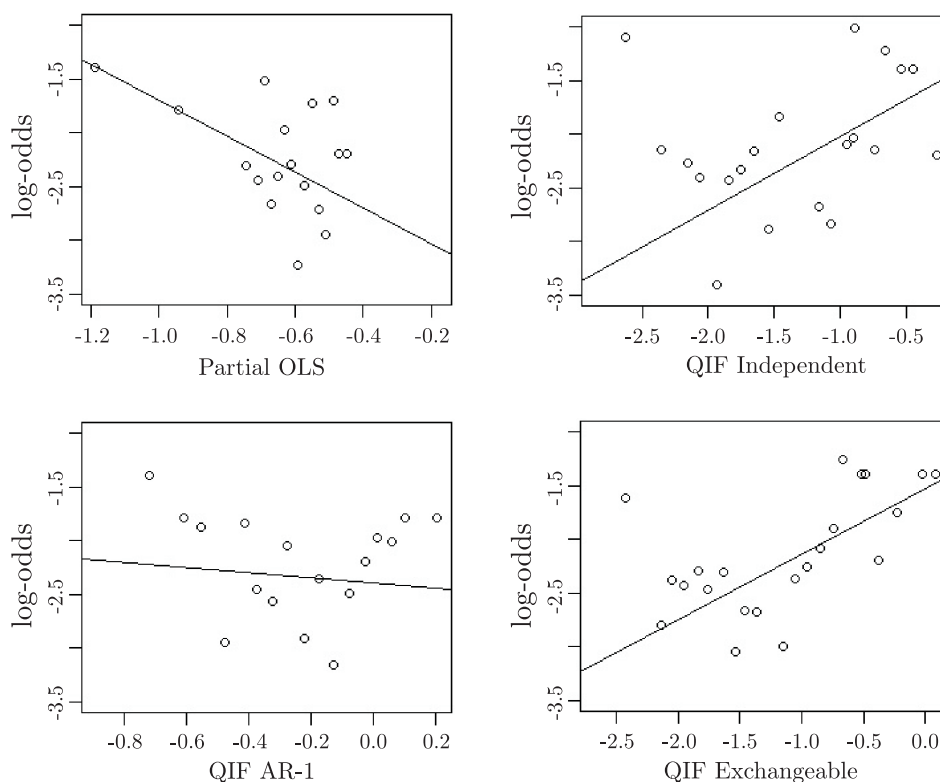 log-odds
-1.5
-2.5
-3.5
-1.2 -1.0 -0.8 -0.6 -0.4 -0.2
Partial OLS
log-odds
-1.5
-2.5
-3.5
-2.5 -2.0 -1.5 -1.0 -0.5
QIF Independent
log-odds
-1.5
-2.5
-3.5
-0.8 -0.6 -0.4 -0.2 0.0 0.2
QIF AR-1
log-odds
-1.5
-2.5
-3.5
-2.5 -2.0 -1.5 -1.0 -0.5 0.0
QIF Exchangeable